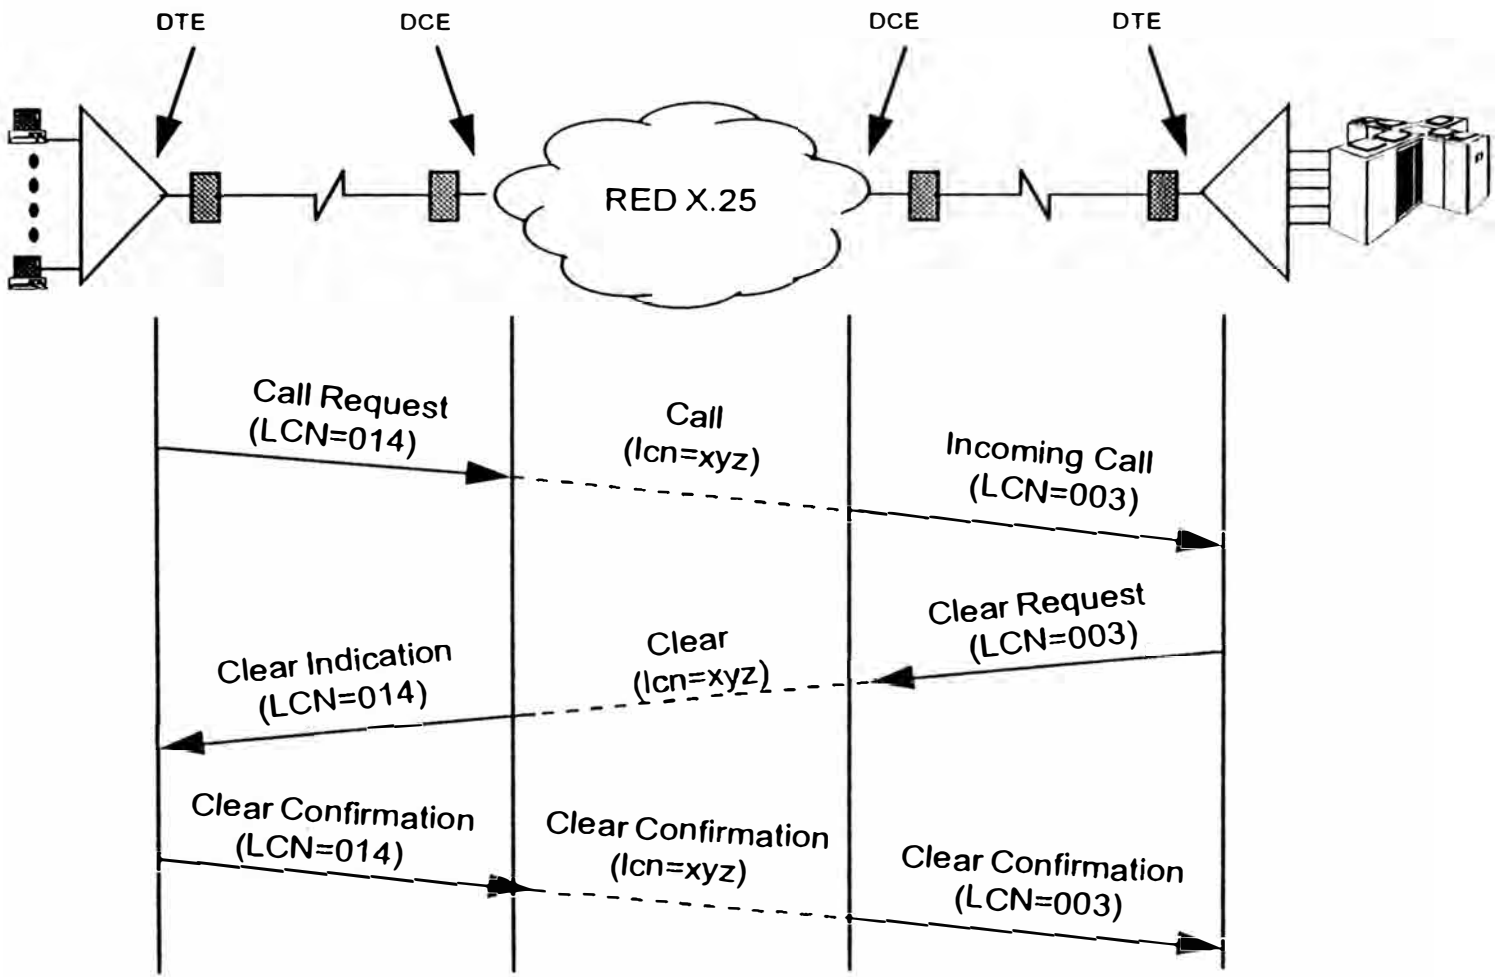 DTE
DCE
DCE
DTE
RED X.25
Call Request
(LCN=014)
Call
(lcn=xyz)
Incoming Call
(LCN=003)
Clear Request
(LCN=003)
Clear
(lcn=xyz)
Clear Indication
(LCN=014)
Clear Confirmation
(LCN=014)
Clear Confirmation
(lcn=xyz)
Clear Confirmation
(LCN=003)